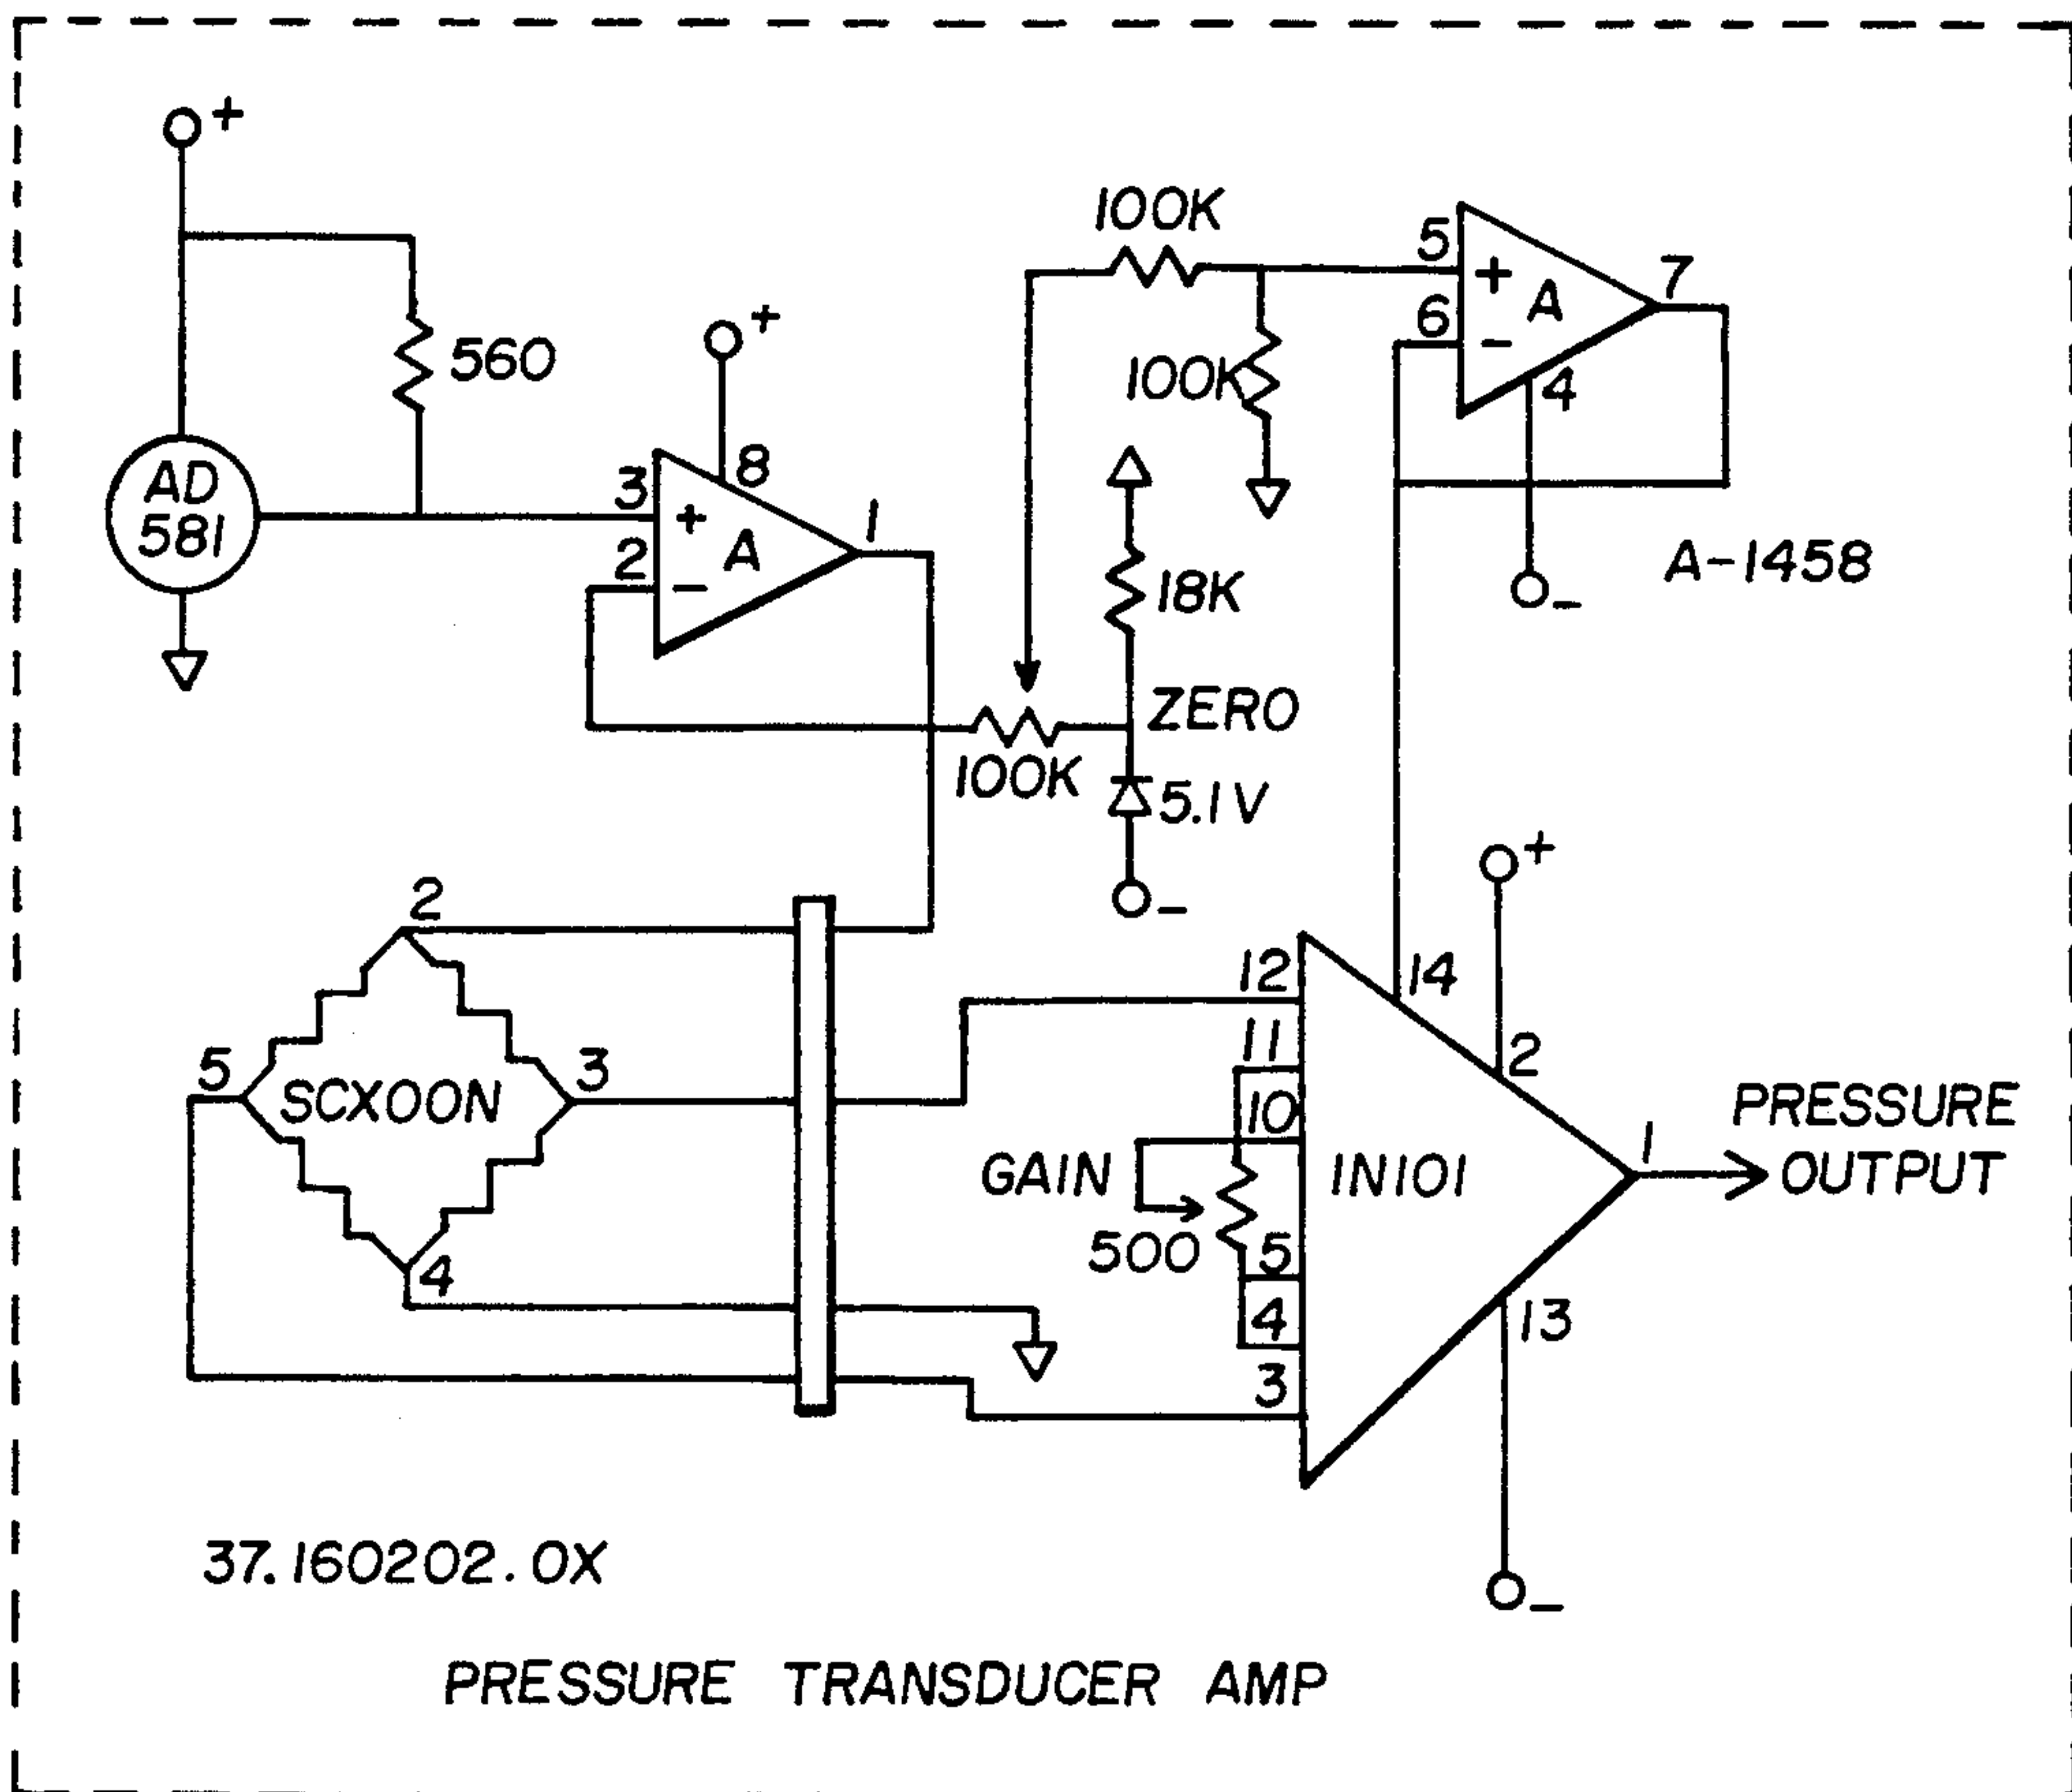 +
100K
5
+
A
7
6
-
4
560
+
100K
AD
581
3
8
+
A
1
2
-
18K
A-1458
-
ZERO
100K
5.1V
-
+
2
12
14
11
2
5
3
SCXOON
10
PRESSURE
OUTPUT
1
GAIN
IN101
500
5
4
4
13
3
-
37.160202.0X
PRESSURE TRANSDUCER AMP